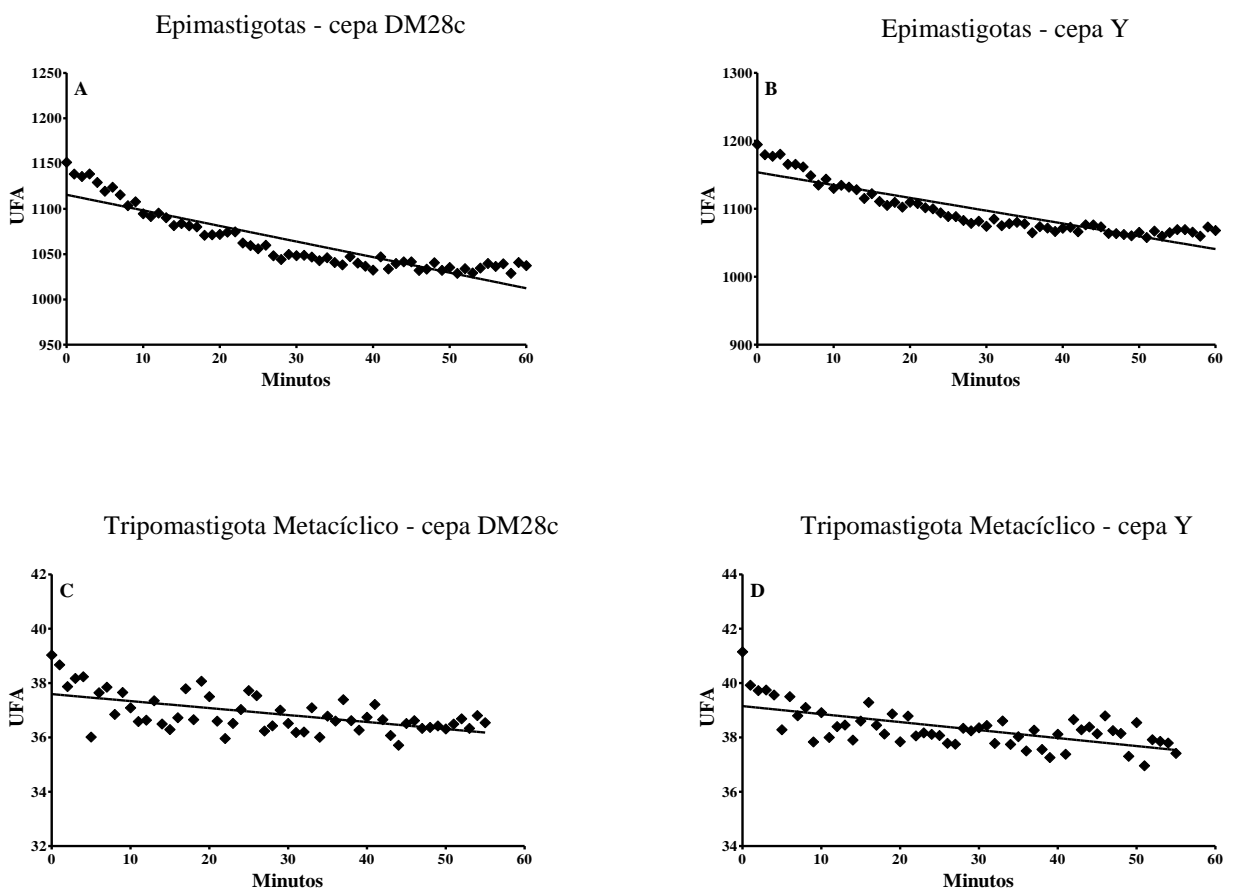 Epimastigotas - cepa DM28c
A
1250
1200
1150
1100
1050
1000
950
UFA
0 10 20 30 40 50 60
Minutos
Epimastigotas - cepa Y
B
1300
1200
1100
1000
900
UFA
0 10 20 30 40 50 60
Minutos
Tripomastigota Metacíclico - cepa DM28c
C
42
40
38
36
34
32
UFA
0 10 20 30 40 50 60
Minutos
Tripomastigota Metacíclico - cepa Y
D
44
42
40
38
36
34
UFA
0 10 20 30 40 50 60
Minutos